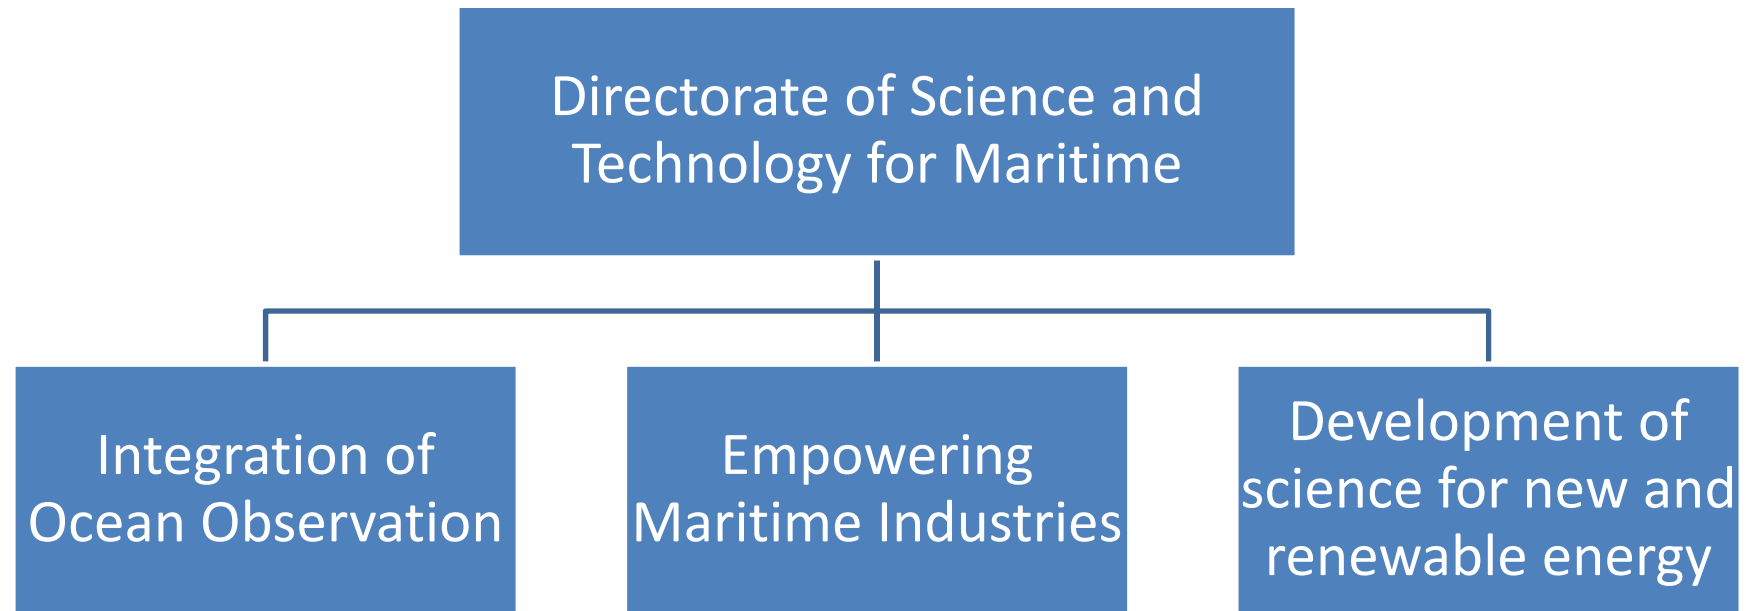 Directorate of Science and
Technology for Maritime
Integration of
Ocean Observation
Empowering
Maritime Industries
Development of
science for new and
renewable energy